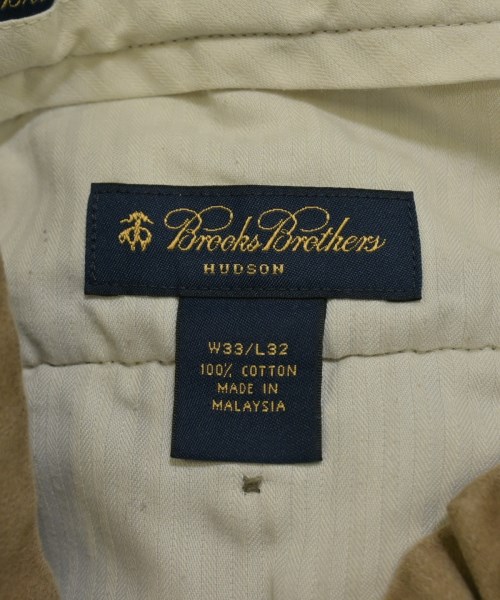 Brooks Brothers
HUDSON
W33/L32
100% COTTON
MADE IN
MALAYSIA